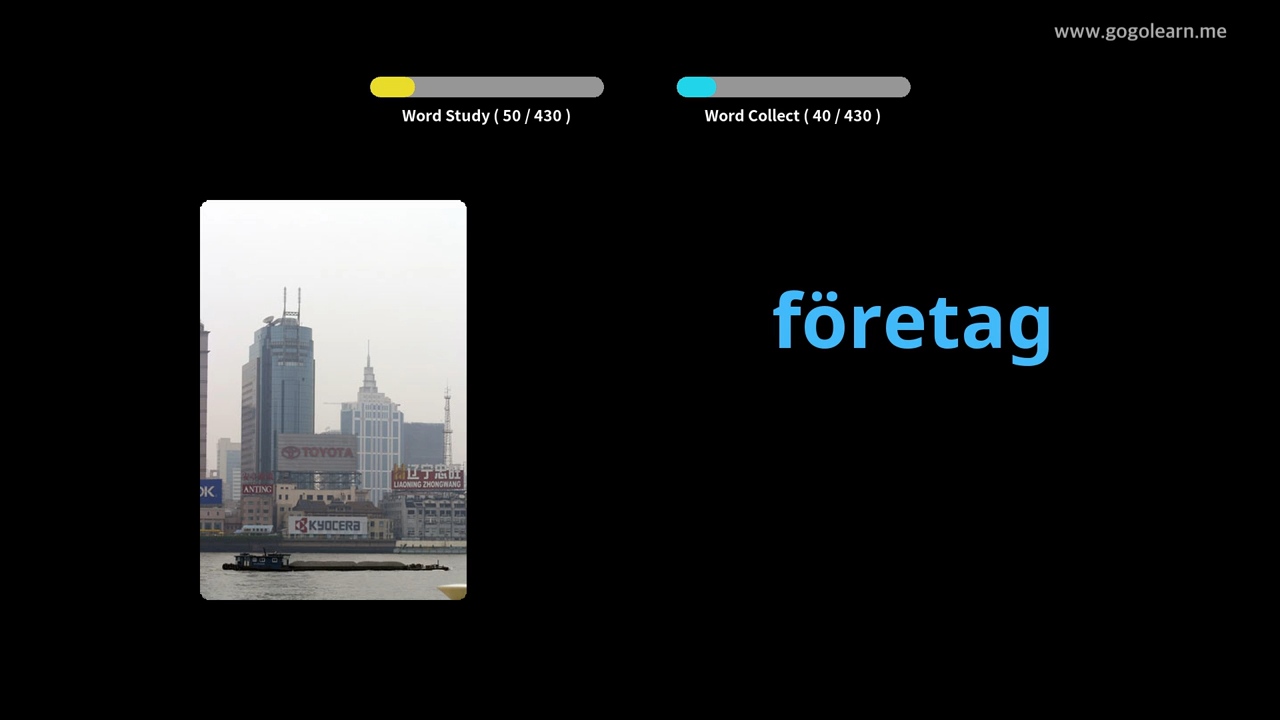 www.gogolearn.me
Word Study ( 50 / 430 )
Word Collect ( 40 / 430 )
företag
TOYOTA
辽宁忠旺
LIAONING ZHONGWANG
OK
ANTING
KYOCERA